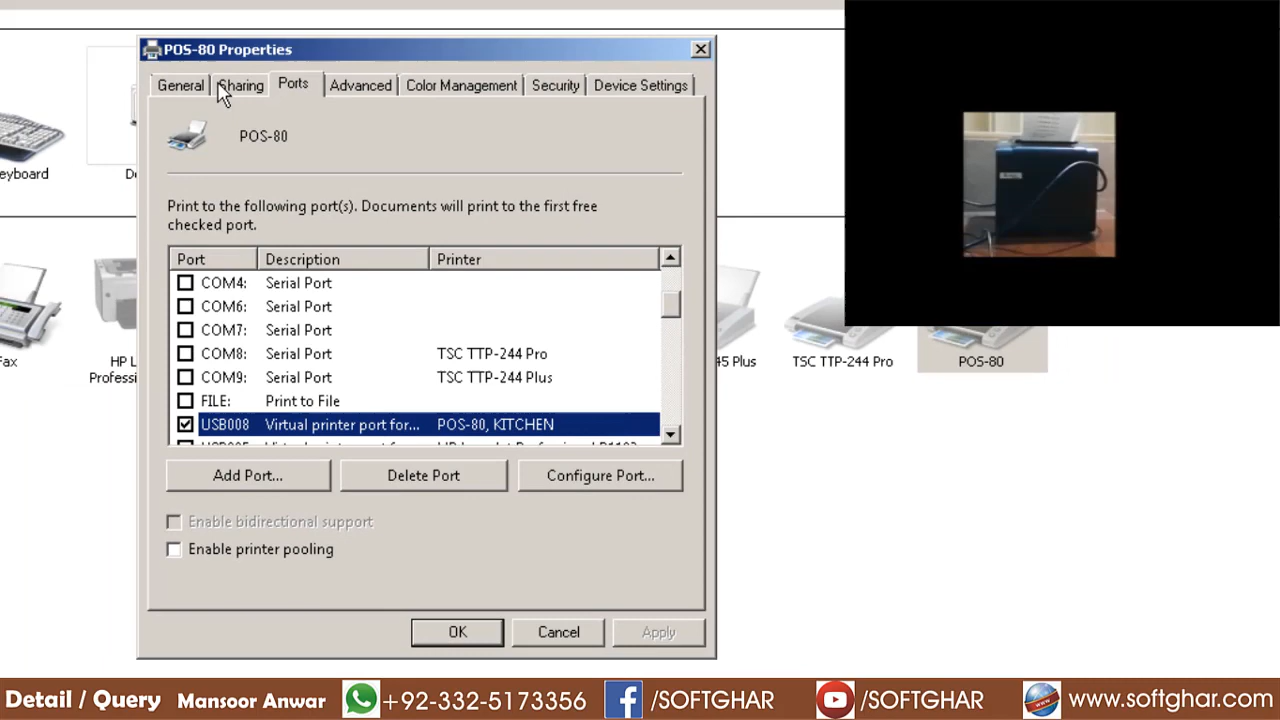 POS-80 Properties
General
Sharing
Ports
Advanced
Color Management
Security
Device Settings
POS-80
Print to the following port(s). Documents will print to the first free
checked port.
Port Description Printer
COM4: Serial Port
COM6: Serial Port
COM7: Serial Port
COM8: Serial Port TSC TTP-244 Pro
COM9: Serial Port TSC TTP-244 Plus
FILE: Print to File
USB008 Virtual printer port for... POS-80, KITCHEN
Add Port...
Delete Port
Configure Port...
Enable bidirectional support
Enable printer pooling
OK
Cancel
Apply
eyboard
De
Fax
HP L
Profession
45 Plus
TSC TTP-244 Pro
POS-80
Detail / Query Mansoor Anwar +92-332-5173356 /SOFTGHAR /SOFTGHAR www.softghar.com